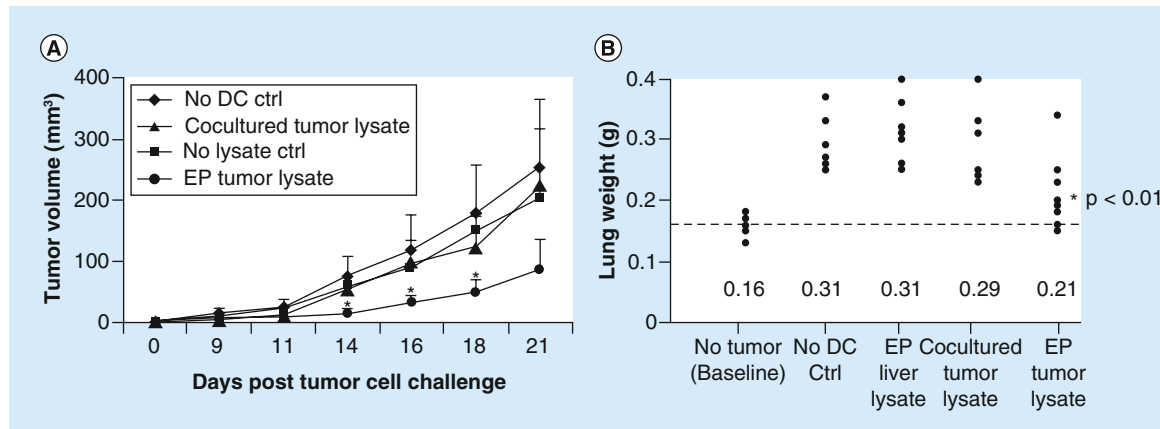 A
Tumor volume (mm³)
400
300
200
100
0
No DC ctrl
Cocultured tumor lysate
No lysate ctrl
EP tumor lysate
*
*
*
0 9 11 14 16 18 21
Days post tumor cell challenge
B
Lung weight (g)
0.4
0.3
0.2
0.1
0
* p < 0.01
0.16 0.31 0.31 0.29 0.21
No tumor
(Baseline)
No DC
Ctrl
EP
liver
lysate
Cocultured
tumor
lysate
EP
tumor
lysate